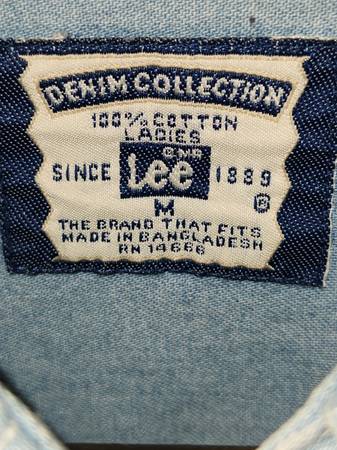 DENIM COLLECTION
100% COTTON
LADIES
Lee
SINCE 1889
®
M
THE BRAND THAT FITS
MADE IN BANGLADESH
RN 14666